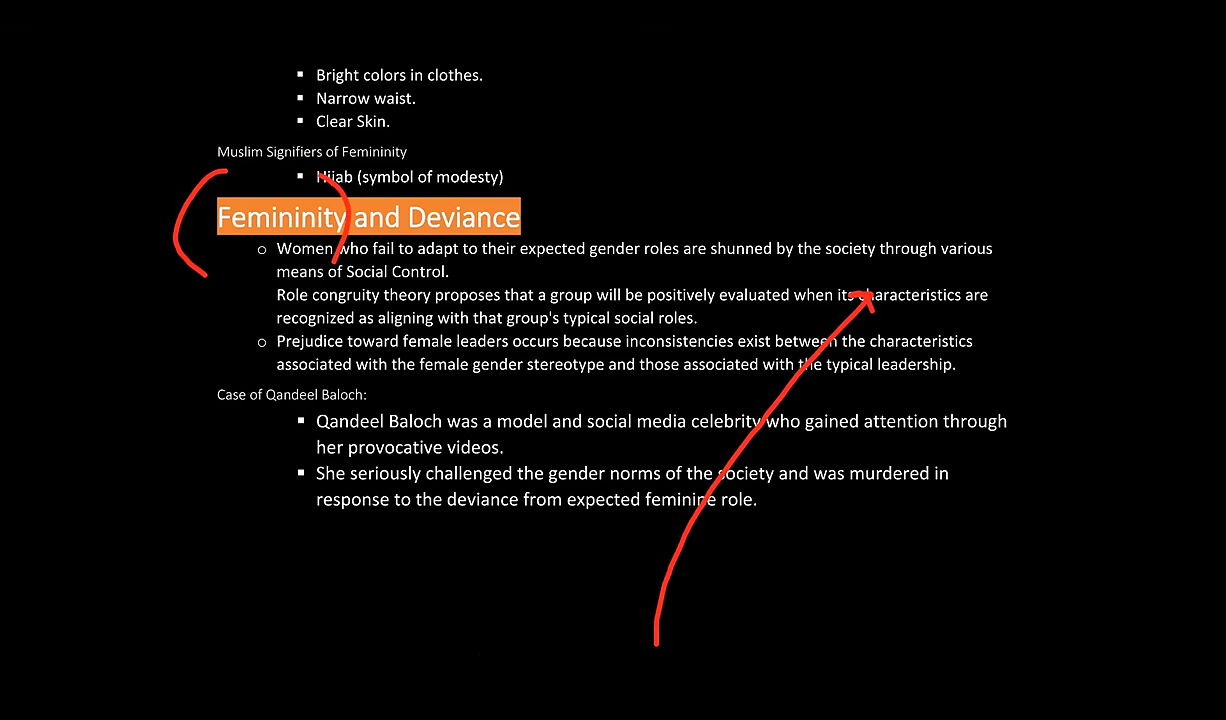 ▪ Bright colors in clothes.
▪ Narrow waist.
▪ Clear Skin.
Muslim Signifiers of Femininity
▪ Hijab (symbol of modesty)
Femininity and Deviance
o Women who fail to adapt to their expected gender roles are shunned by the society through various
means of Social Control.
Role congruity theory proposes that a group will be positively evaluated when its characteristics are
recognized as aligning with that group's typical social roles.
o Prejudice toward female leaders occurs because inconsistencies exist between the characteristics
associated with the female gender stereotype and those associated with the typical leadership.
Case of Qandeel Baloch:
▪ Qandeel Baloch was a model and social media celebrity who gained attention through
her provocative videos.
▪ She seriously challenged the gender norms of the society and was murdered in
response to the deviance from expected feminine role.